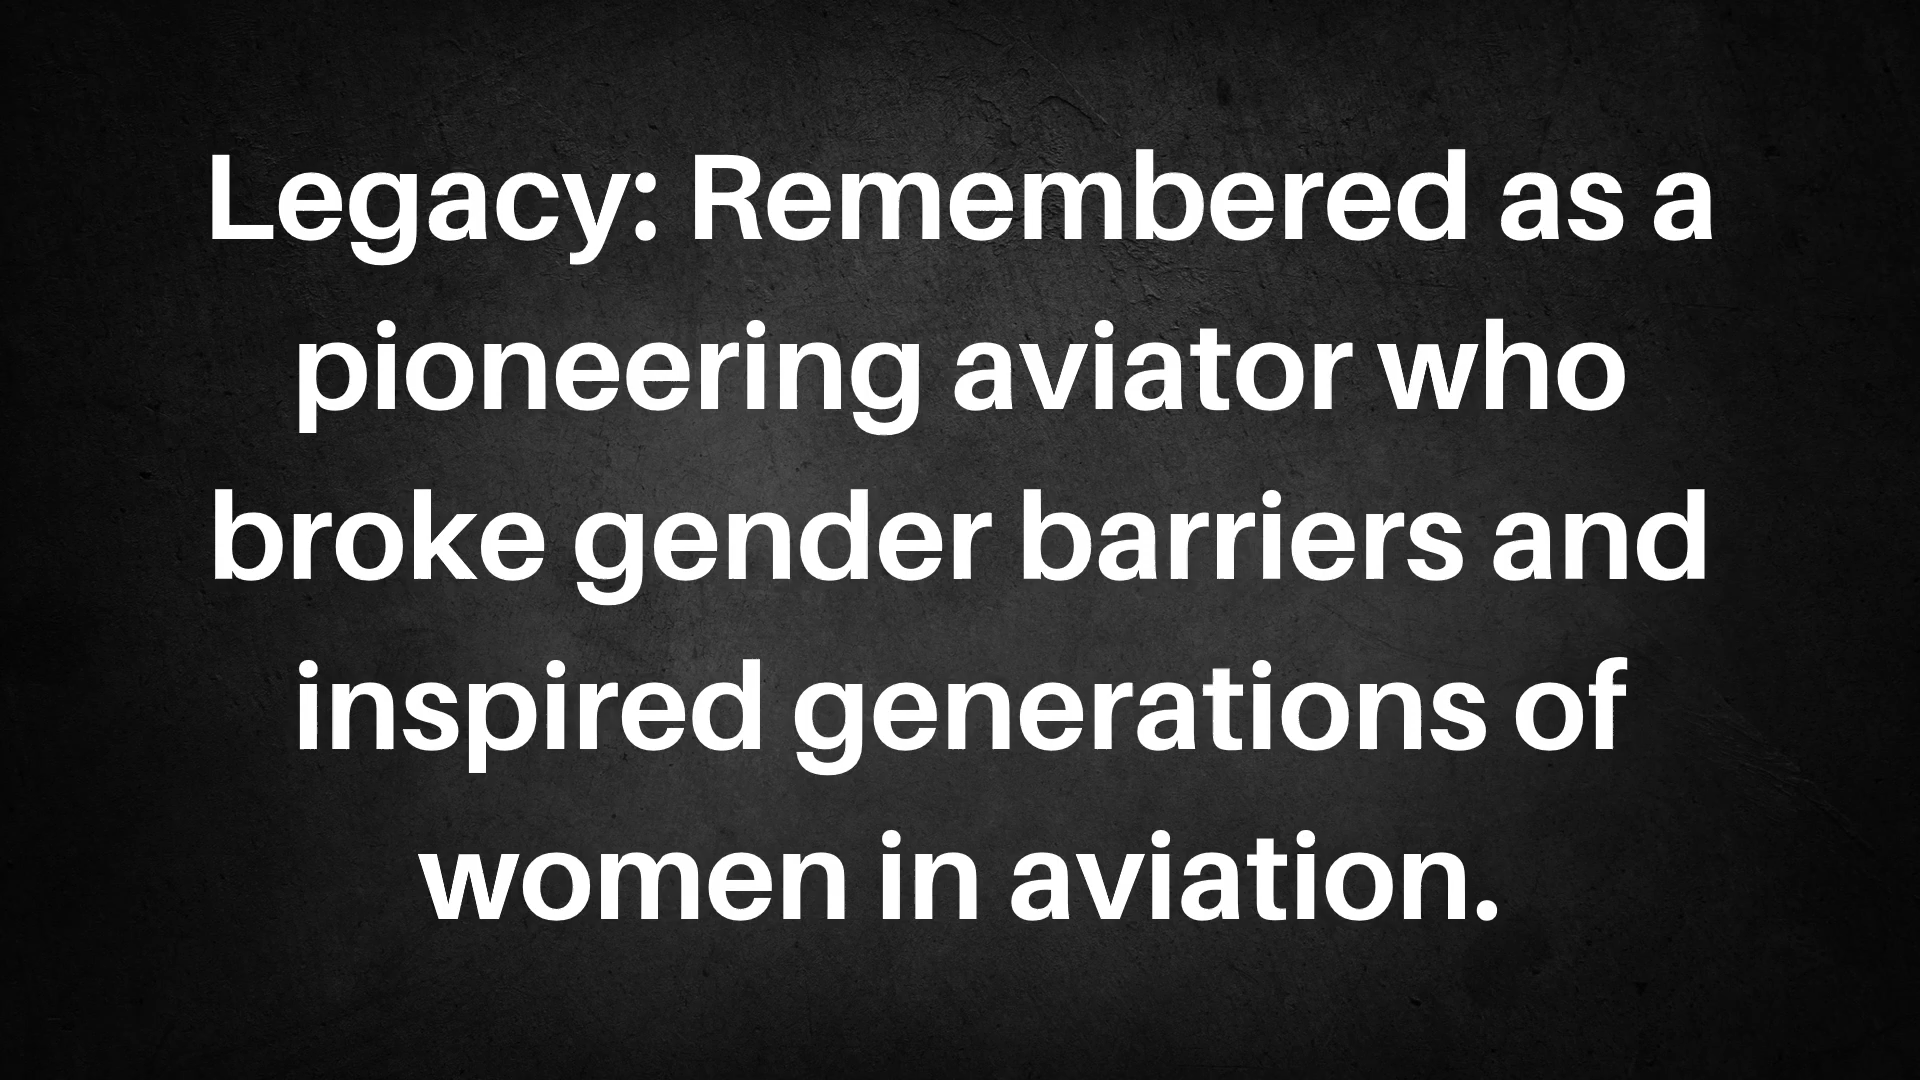 Legacy: Remembered as a
pioneering aviator who
broke gender barriers and
inspired generations of
women in aviation.